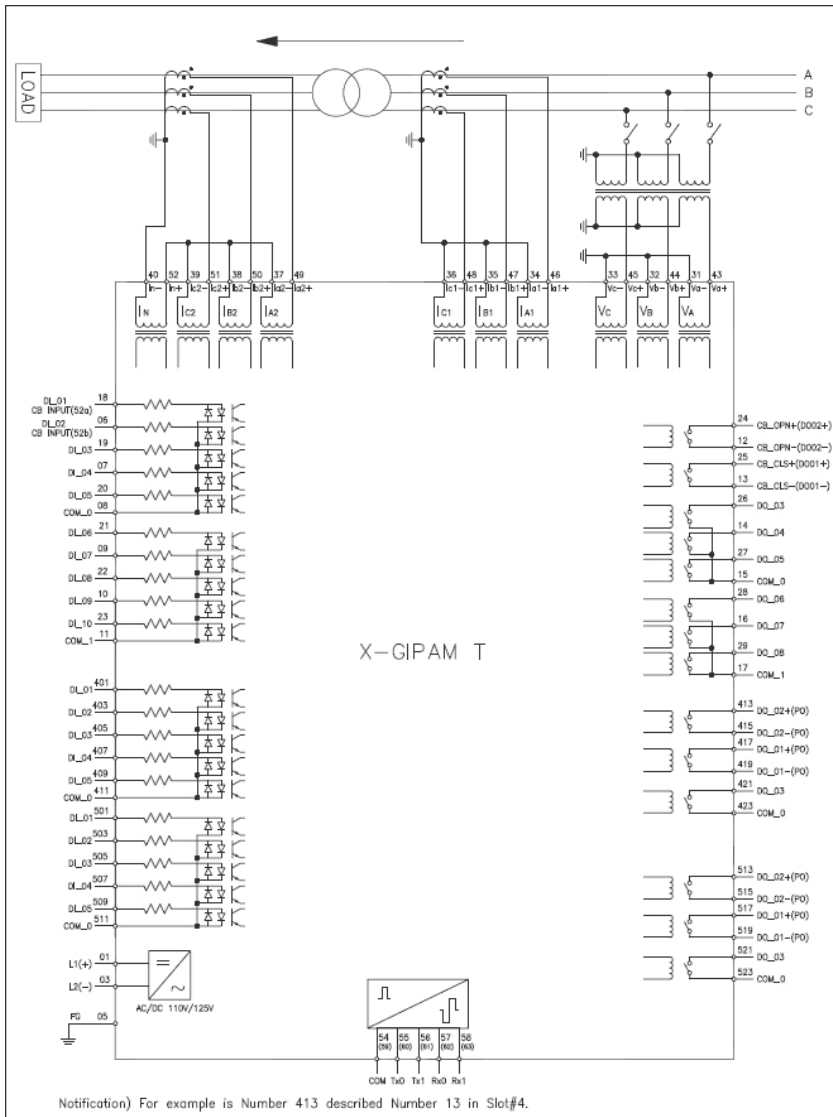 LOAD
A
B
C
40 52 39 51 38 50 37 49
In- In+ Ic2- Ic2+ Ib2- Ib2+ Ia2- Ia2+
36 48 35 47 34 46
Ic1- Ic1+ Ib1- Ib1+ Ia1- Ia1+
33 45 32 44 31 43
Vc- Vc+ Vb- Vb+ Va- Va+
IN IC2 IB2 IA2
IC1 IB1 IA1
VC VB VA
DI_01 18
CB INPUT(52a)
DI_02 06
CB INPUT(52b)
DI_03 19
DI_04 07
DI_05 20
COM_0 08
DI_06 21
DI_07 09
DI_08 22
DI_09 10
DI_10 23
COM_1 11
DI_01 401
DI_02 403
DI_03 405
DI_04 407
DI_05 409
COM_0 411
DI_01 501
DI_02 503
DI_03 505
DI_04 507
DI_05 509
COM_0 511
L1(+) 01
L2(-) 03
AC/DC 110V/125V
FG 05
X-GIPAM T
24 CB_OPN+(DO02+)
12 CB_OPN-(DO02-)
25 CB_CLS+(DO01+)
13 CB_CLS-(DO01-)
26 DO_03
14 DO_04
27 DO_05
15 COM_0
28 DO_06
16 DO_07
29 DO_08
17 COM_1
413 DO_02+(PO)
415 DO_02-(PO)
417 DO_01+(PO)
419 DO_01-(PO)
421 DO_03
423 COM_0
513 DO_02+(PO)
515 DO_02-(PO)
517 DO_01+(PO)
519 DO_01-(PO)
521 DO_03
523 COM_0
54 55 56 57 58
(59) (60) (61) (62) (63)
COM Tx0 Tx1 Rx0 Rx1
Notification) For example is Number 413 described Number 13 in Slot#4.